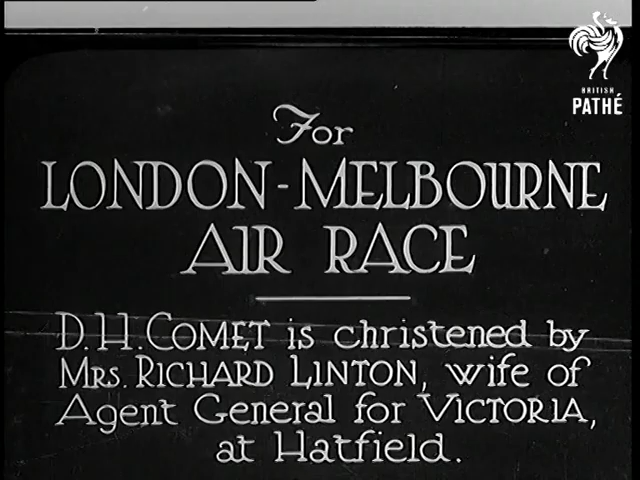 BRITISH
PATHÉ
For
LONDON-MELBOURNE
AIR RACE
D.H. COMET is christened by
MRS. RICHARD LINTON, wife of
Agent General for VICTORIA,
at Hatfield.